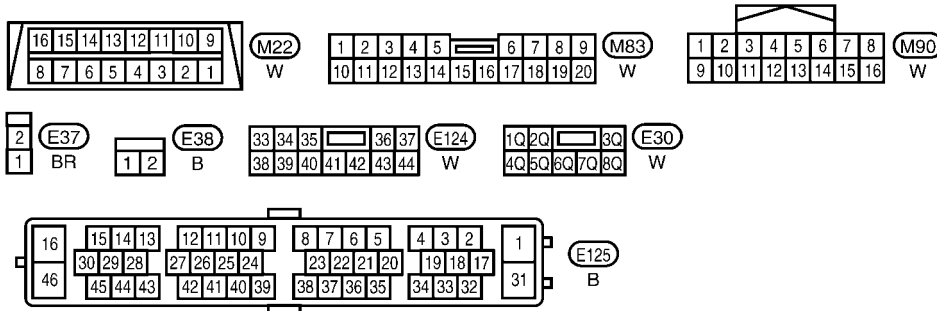 16 15 14 13 12 11 10 9
8 7 6 5 4 3 2 1
M22
W
1 2 3 4 5 6 7 8 9
10 11 12 13 14 15 16 17 18 19 20
M83
W
1 2 3 4 5 6 7 8
9 10 11 12 13 14 15 16
M90
W
2
1
E37
BR
1 2
E38
B
33 34 35 36 37
38 39 40 41 42 43 44
E124
W
1Q 2Q 3Q
4Q 5Q 6Q 7Q 8Q
E30
W
16 15 14 13 12 11 10 9 8 7 6 5 4 3 2 1
30 29 28 27 26 25 24 23 22 21 20 19 18 17
46 45 44 43 42 41 40 39 38 37 36 35 34 33 32 31
E125
B